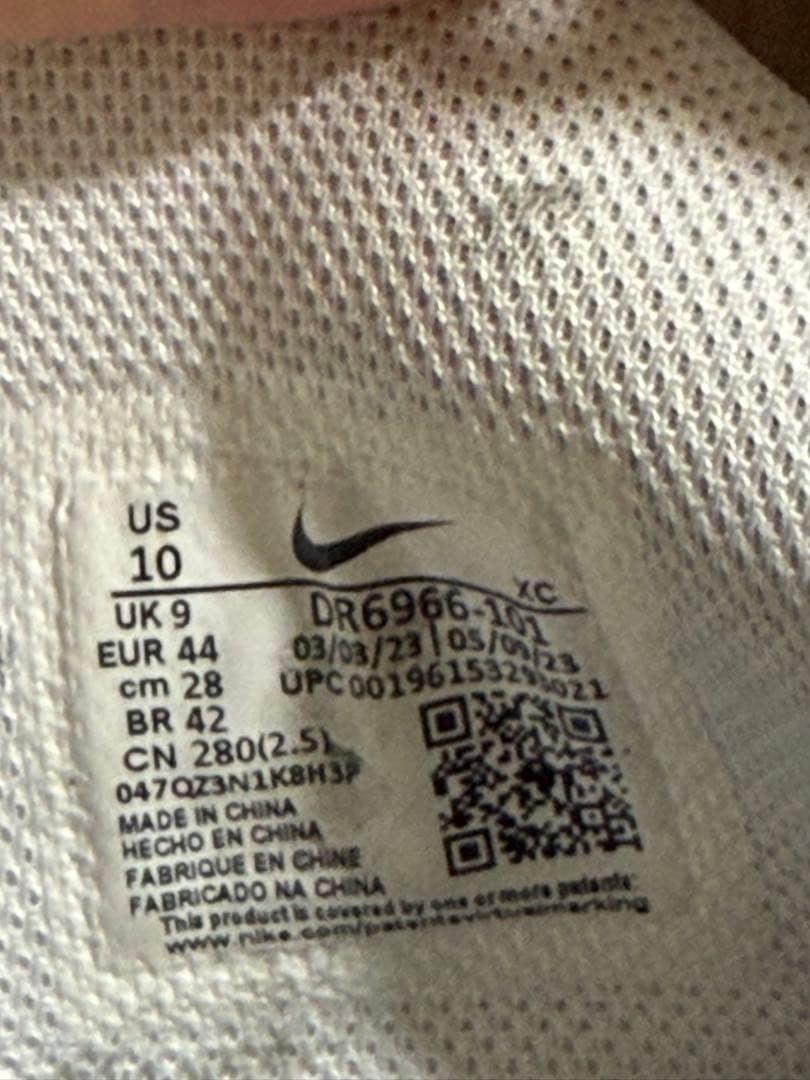 US
10
XC
UK 9
DR6966-101
EUR 44
03/03/23 | 05/09/23
cm 28
BR 42
CN 280(2.5)
047QZ3N1K8H3P
MADE IN CHINA
HECHO EN CHINA
FABRIQUE EN CHINE
FABRICADO NA CHINA
This product is covered by one or more patents:
www.nike.com/patentsvirtualmarking